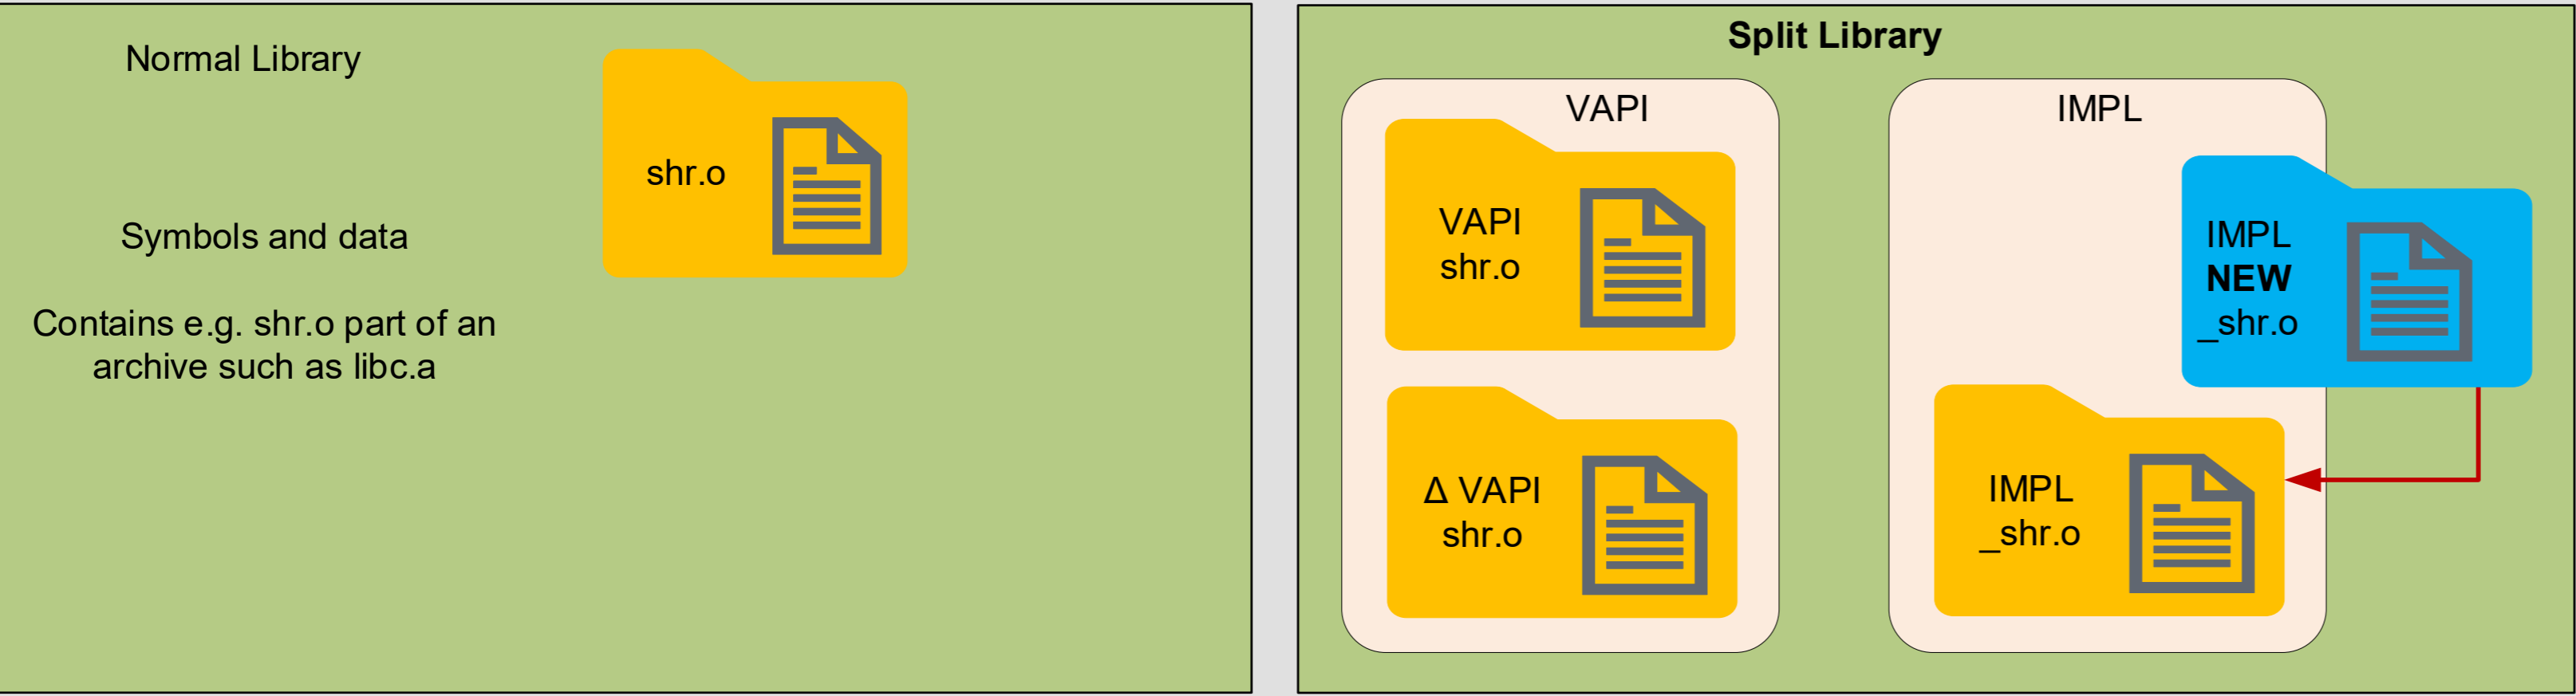 Normal Library
shr.o
Symbols and data
Contains e.g. shr.o part of an
archive such as libc.a
Split Library
VAPI
VAPI
shr.o
Δ VAPI
shr.o
IMPL
IMPL
NEW
_shr.o
IMPL
_shr.o